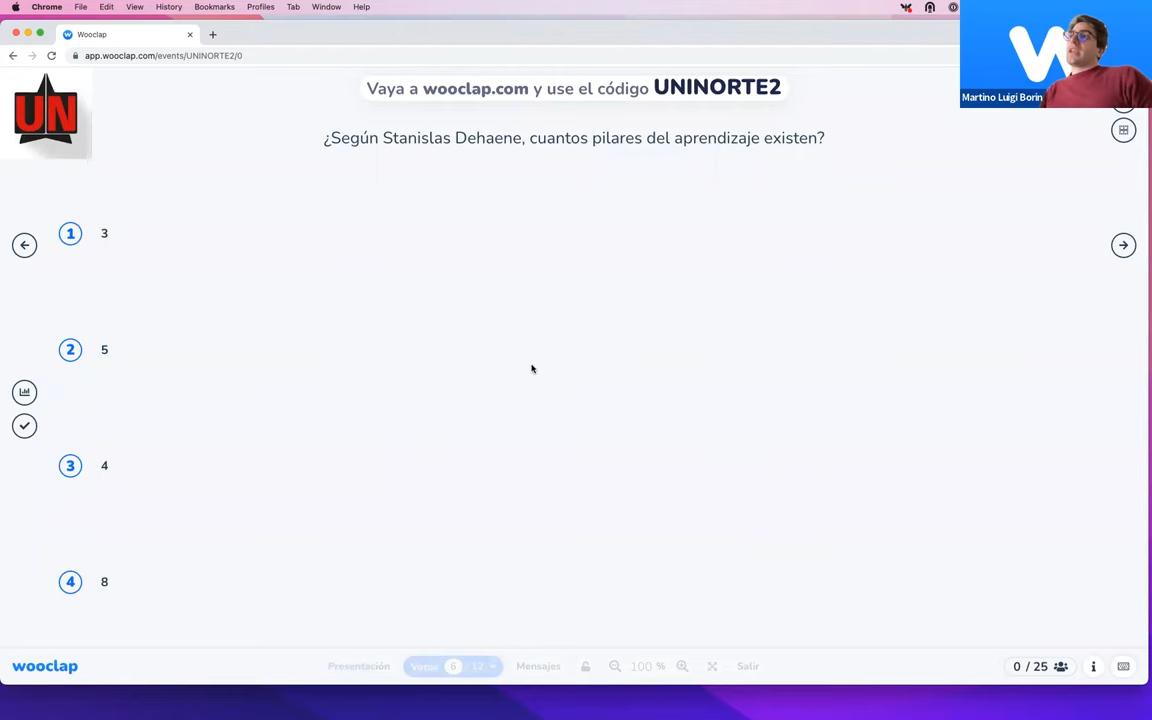 Chrome File Edit View History Bookmarks Profiles Tab Window Help
Wooclap
app.wooclap.com/events/UNINORTE2/0
W
Martino Luigi Borin
UN
Vaya a wooclap.com y use el código UNINORTE2
¿Según Stanislas Dehaene, cuantos pilares del aprendizaje existen?
1 3
2 5
3 4
4 8
wooclap Presentación Votos 6 / 12 Mensajes 100 % Salir 0 / 25